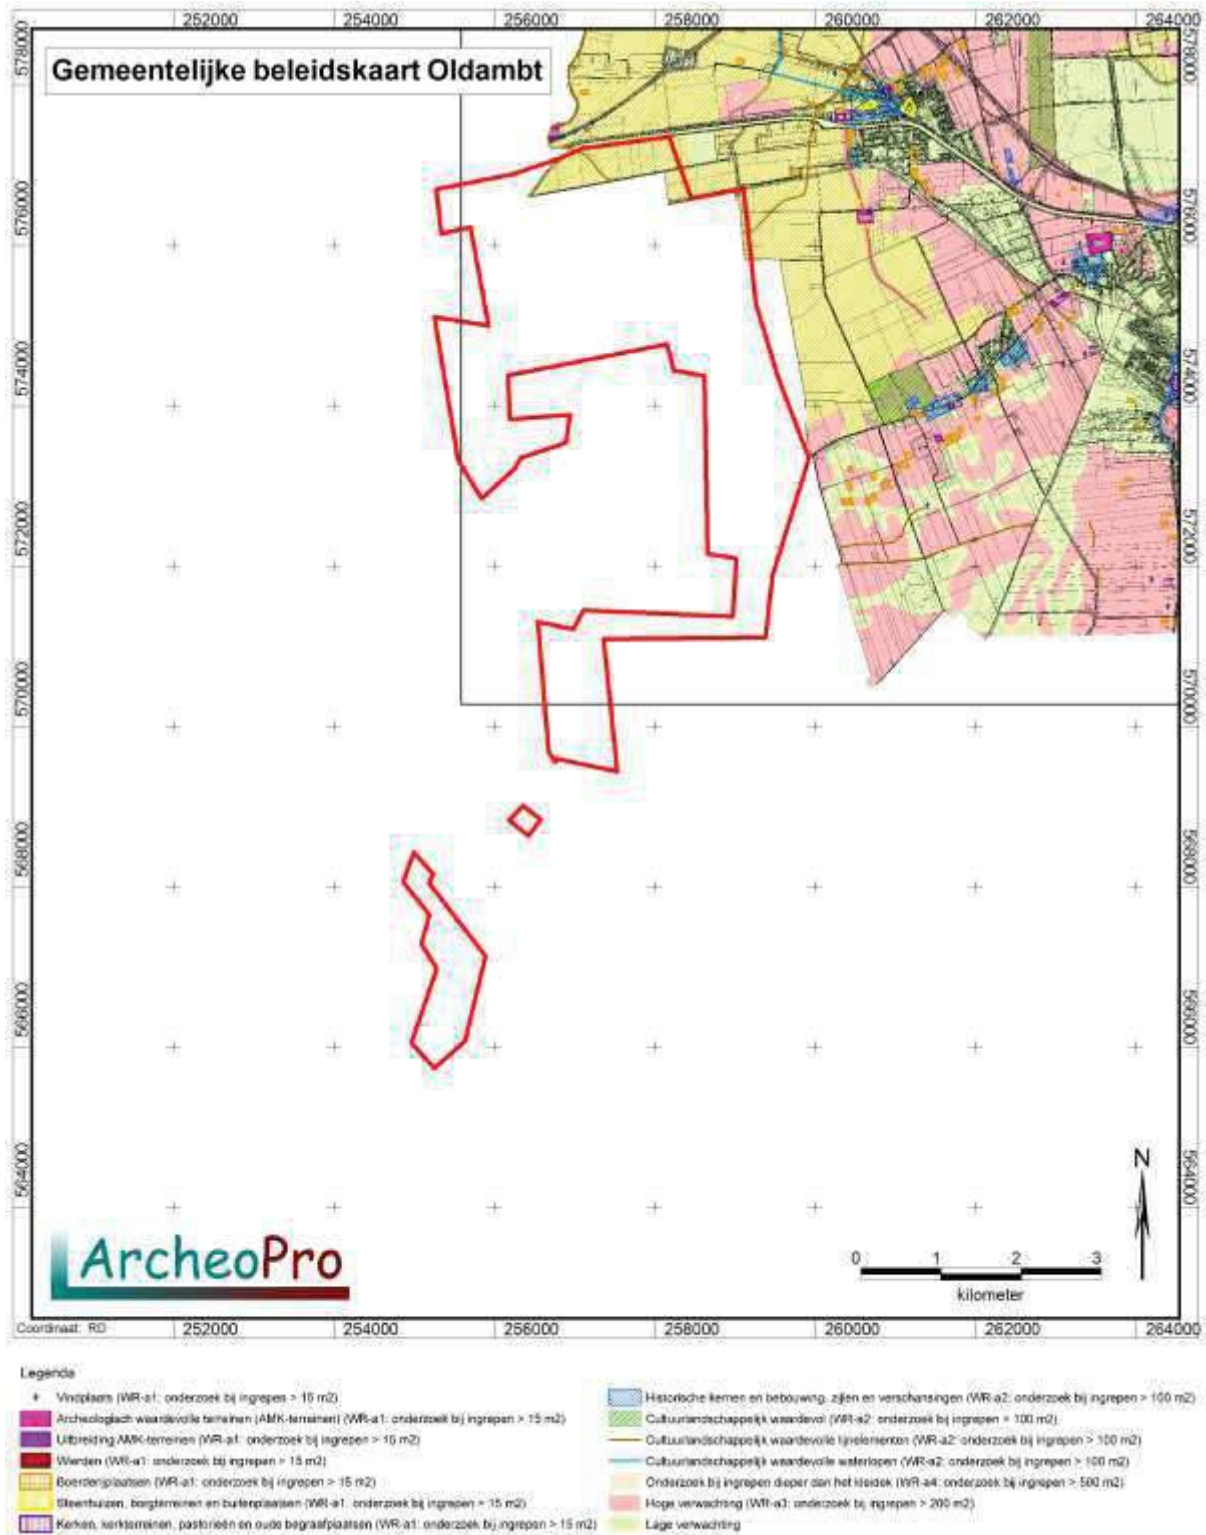 252000 254000 256000 258000 260000 262000 264000
578000 578000
Gemeentelijke beleidskaart Oldambt
576000 576000
574000 574000
572000 572000
570000 570000
568000 568000
566000 566000
564000 564000
N
ArcheoPro
0 1 2 3
kilometer
Coordinaat: RD 252000 254000 256000 258000 260000 262000 264000
Legenda
Vindplaats (WR-a1: onderzoek bij ingrepen > 15 m2)
Archeologisch waardevolle terreinen (AMK-terreinen) (WR-a1: onderzoek bij ingrepen > 15 m2)
Uitbreiding AMK-terreinen (WR-a1: onderzoek bij ingrepen > 15 m2)
Wierden (WR-a1: onderzoek bij ingrepen > 15 m2)
Boerderijplaatsen (WR-a1: onderzoek bij ingrepen > 15 m2)
Steenhuizen, borgterreinen en buitenplaatsen (WR-a1: onderzoek bij ingrepen > 15 m2)
Kerken, kerkterreinen, pastorieën en oude begraafplaatsen (WR-a1: onderzoek bij ingrepen > 15 m2)
Historische kernen en bebouwing, zijlen en verschansingen (WR-a2: onderzoek bij ingrepen > 100 m2)
Cultuurlandschappelijk waardevol (WR-a2: onderzoek bij ingrepen > 100 m2)
Cultuurlandschappelijk waardevolle lijnelementen (WR-a2: onderzoek bij ingrepen > 100 m2)
Cultuurlandschappelijk waardevolle waterlopen (WR-a2: onderzoek bij ingrepen > 100 m2)
Onderzoek bij ingrepen dieper dan het kleidek (WR-a4: onderzoek bij ingrepen > 500 m2)
Hoge verwachting (WR-a3: onderzoek bij ingrepen > 200 m2)
Lage verwachting